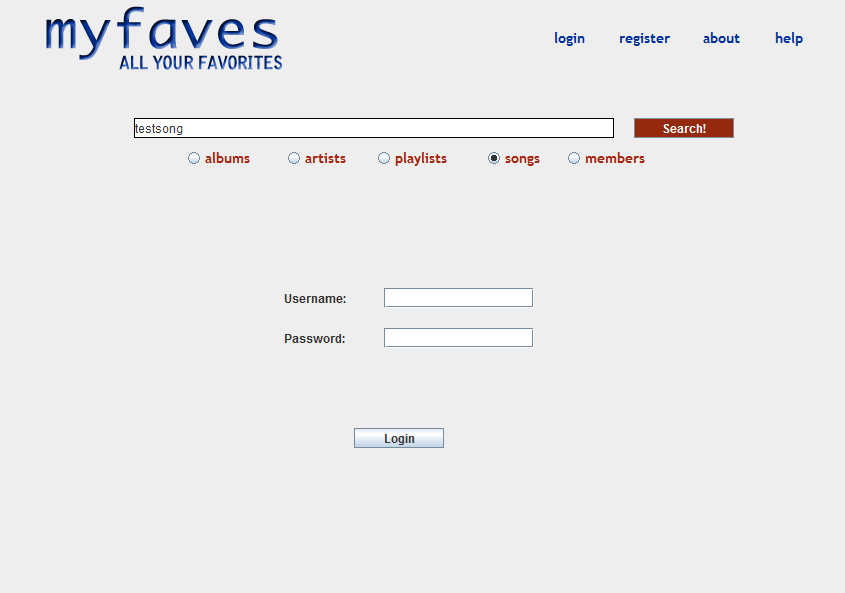 myfaves
ALL YOUR FAVORITES
login register about help
testsong Search!
albums artists playlists songs members
Username:
Password:
Login